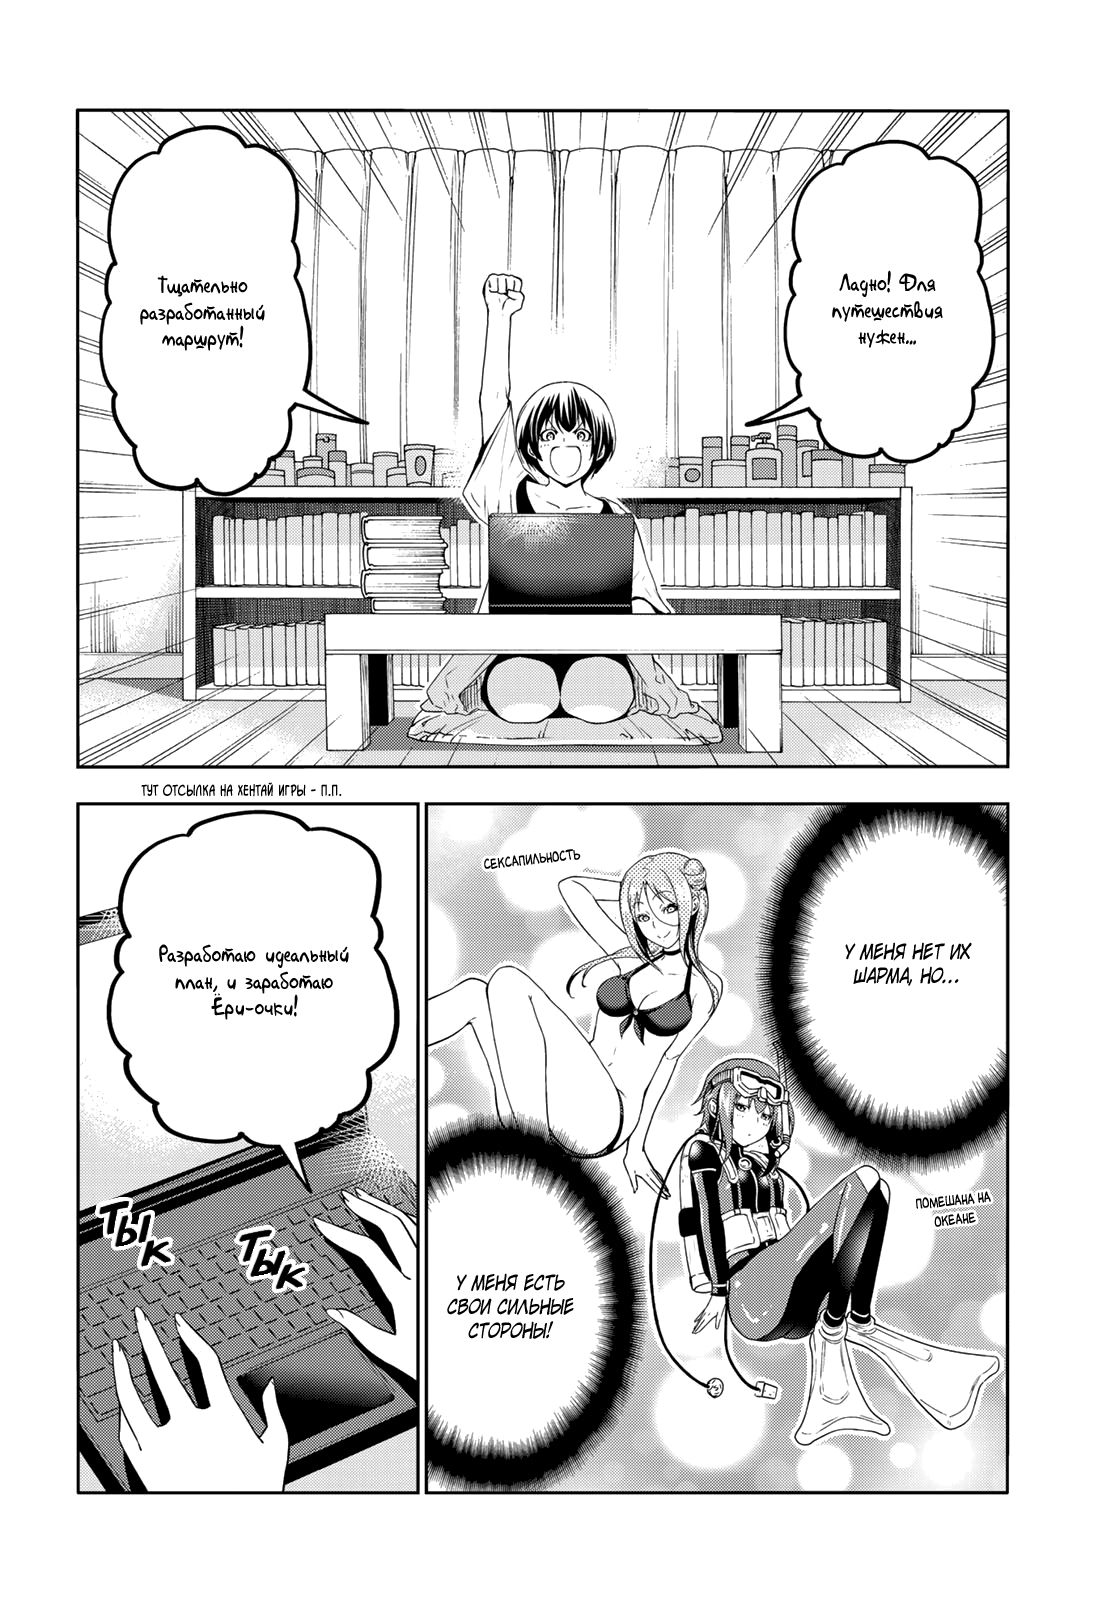 Ладно! Для
путешествия
нужен...
Тщательно
разработанный
маршрут!
У МЕНЯ НЕТ ИХ
ШАРМА, НО...
СЕКСАПИЛЬНОСТЬ
ПОМЕШАНА НА
ОКЕАНЕ
У МЕНЯ ЕСТЬ
СВОИ СИЛЬНЫЕ
СТОРОНЫ!
ТУТ ОТСЫЛКА НА ХЕНТАЙ ИГРЫ - П.П.
Разработаю идеальный
план, и заработаю
Ёри-очки!
ТЫК
ТЫК